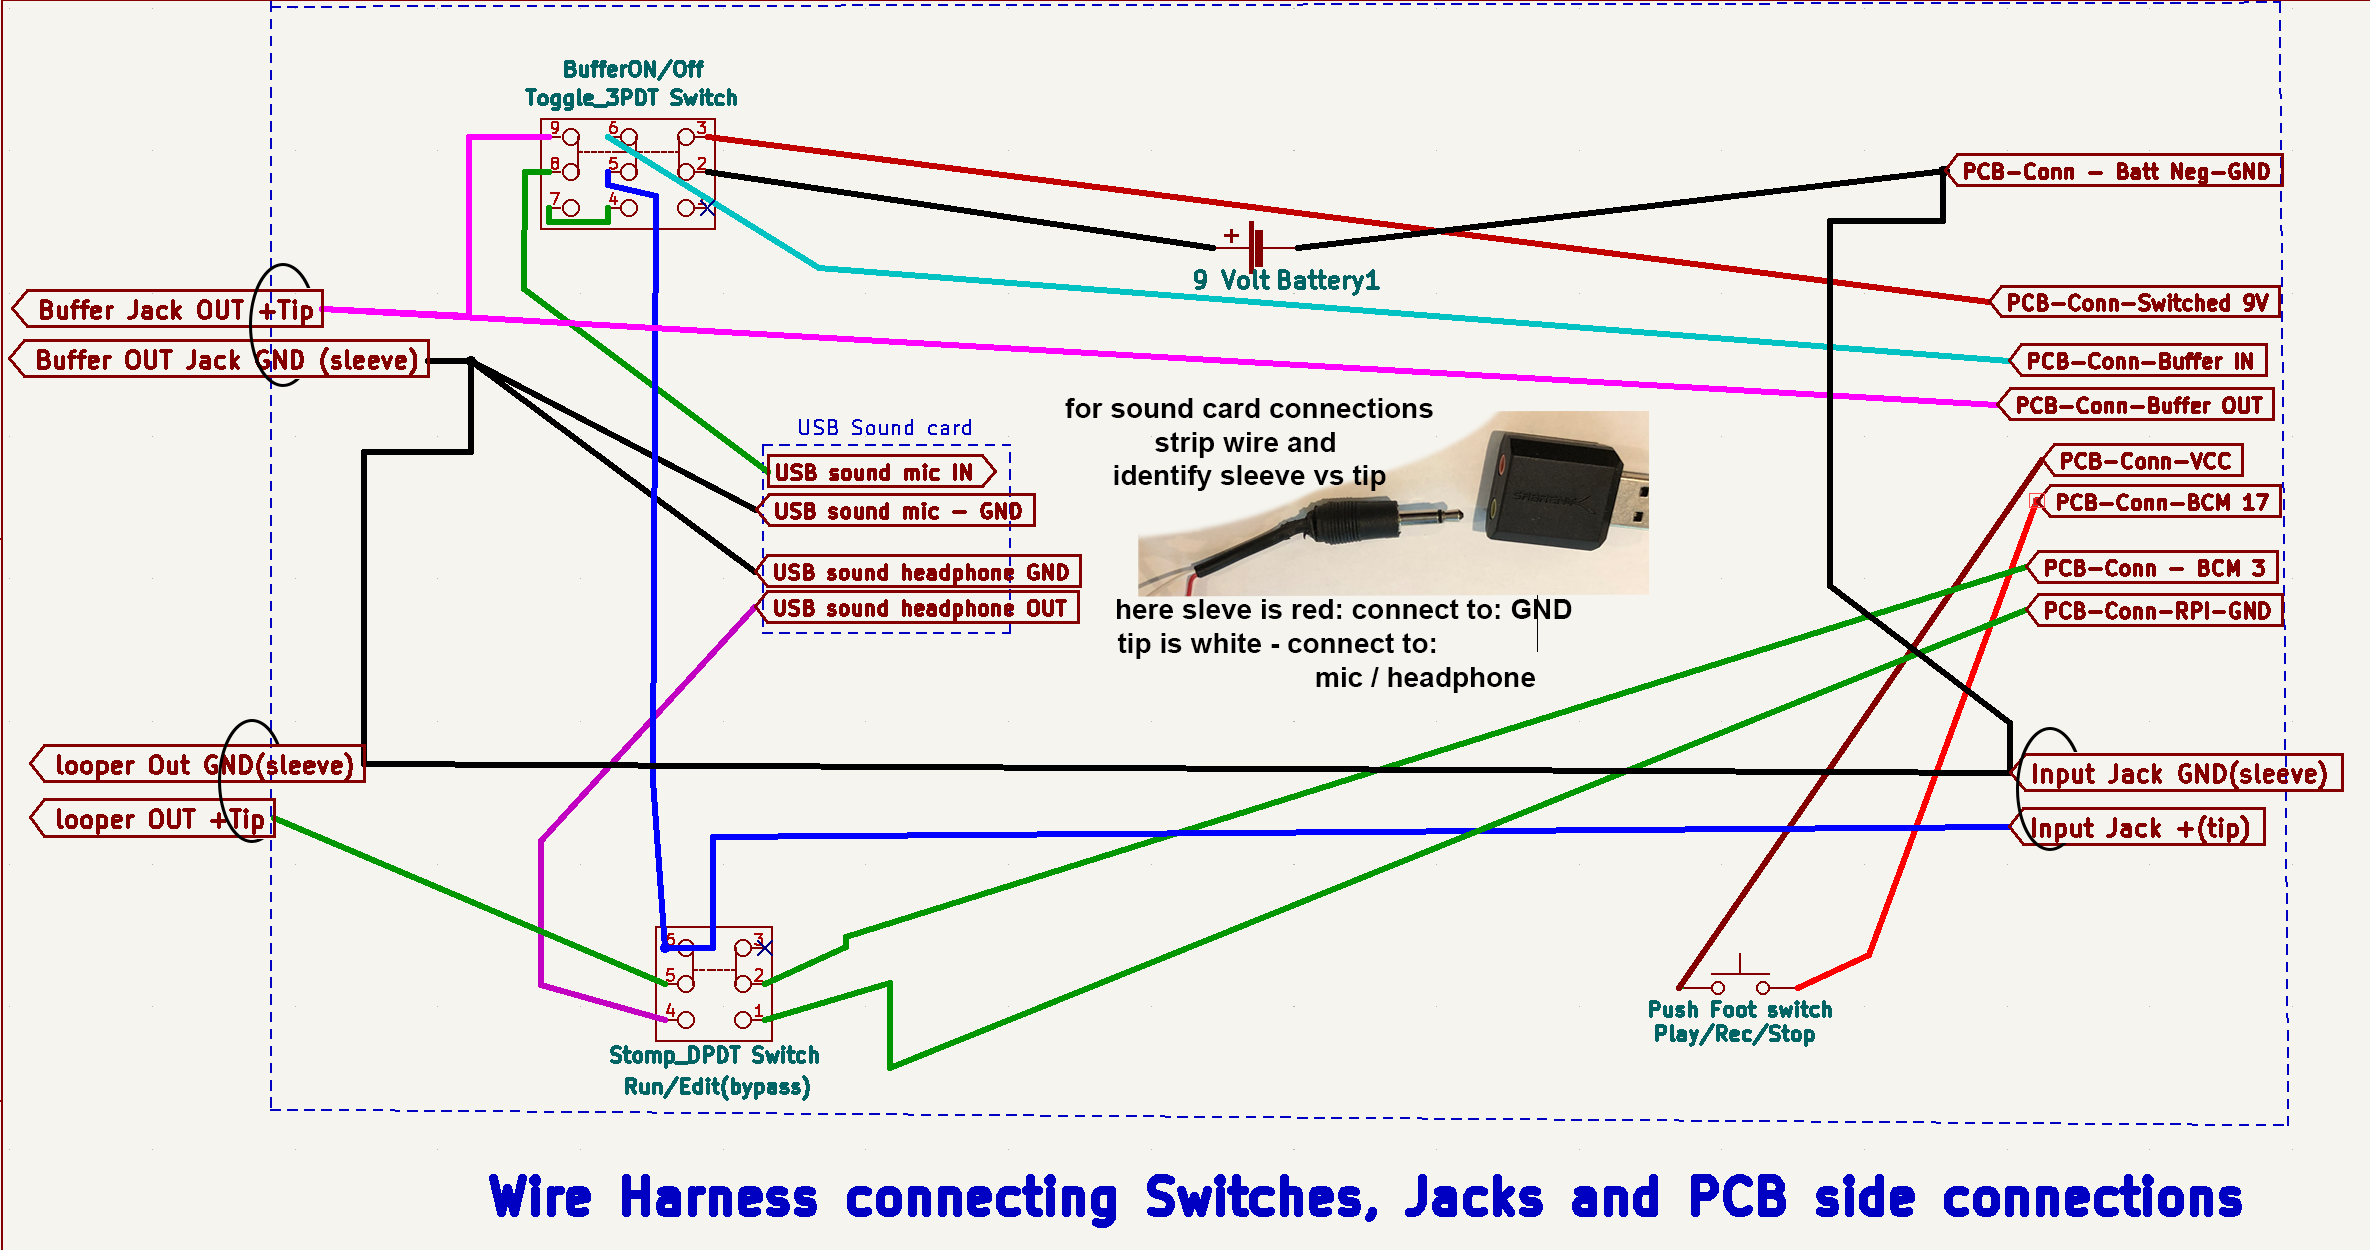 BufferON/Off
Toggle_3PDT Switch
9
6
3
8
5
2
7
4
PCB-Conn - Batt Neg-GND
+
9 Volt Battery1
PCB-Conn-Switched 9V
Buffer Jack OUT +Tip
Buffer OUT Jack GND (sleeve)
PCB-Conn-Buffer IN
PCB-Conn-Buffer OUT
for sound card connections
strip wire and
identify sleeve vs tip
USB Sound card
USB sound mic IN
USB sound mic - GND
USB sound headphone GND
USB sound headphone OUT
PCB-Conn-VCC
PCB-Conn-BCM 17
PCB-Conn - BCM 3
PCB-Conn-RPI-GND
here sleve is red: connect to: GND
tip is white - connect to:
mic / headphone
looper Out GND(sleeve)
looper OUT +Tip
Input Jack GND(sleeve)
Input Jack +(tip)
6
3
5
2
4
1
Stomp_DPDT Switch
Run/Edit(bypass)
Push Foot switch
Play/Rec/Stop
Wire Harness connecting Switches, Jacks and PCB side connections